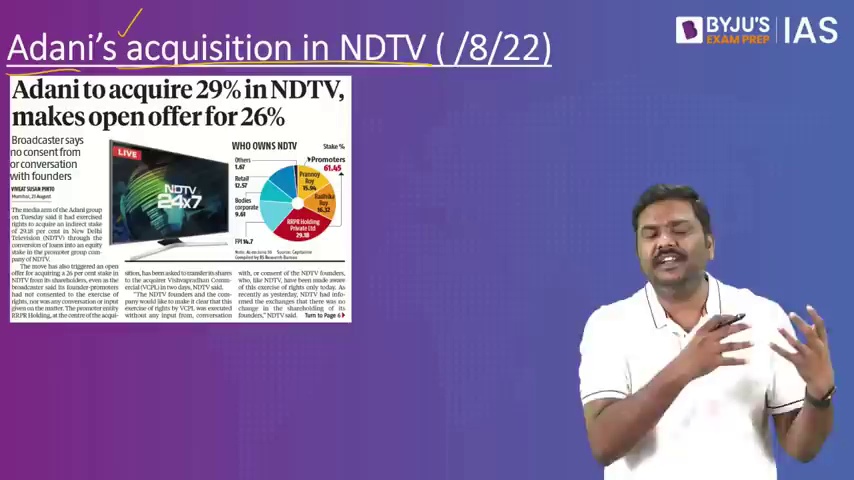 Adani's acquisition in NDTV ( /8/22)
BYJU'S
EXAM PREP
IAS
Adani to acquire 29% in NDTV,
makes open offer for 26%
Broadcaster says
no consent from
or conversation
with founders
VIVEAT SUSAN PINTO
Mumbai, 23 August
The media arm of the Adani group
on Tuesday said it had exercised
rights to acquire an indirect stake
of 29.18 per cent in New Delhi
Television (NDTV) through the
conversion of loans into an equity
stake in the promoter group com-
pany of NDTV.
The move has also triggered an open
offer for acquiring a 26 per cent stake in
NDTV from its shareholders, even as the
broadcaster said its founder-promoters
had not consented to the exercise of
rights, nor was any conversation or input
given on the matter. The promoter entity
RRPR Holding, at the centre of the acqui-
LIVE
NDTV
24x7
WHO OWNS NDTV
Stake %
Others
1.67
Retail
12.57
Bodies
corporate
9.61
FPI 14.7
Promoters
61.45
Prannoy
Roy
15.94
Radhika
Roy
16.32
RRPR Holding
Private Ltd
29.18
Note: As on June 30 Source: Capitaline
Compiled by BS Research Bureau
sition, has been asked to transfer its shares
to the acquirer Vishvapradhan Comm-
ercial (VCPL) in two days, NDTV said.
"The NDTV founders and the com-
pany would like to make it clear that this
exercise of rights by VCPL was executed
without any input from, conversation
with, or consent of the NDTV founders,
who, like NDTV, have been made
aware of this exercise of rights only today. As
recently as yesterday, NDTV had info-
rmed the exchanges that there was no
change in the shareholding of its
founders," NDTV said. Turn to Page 6